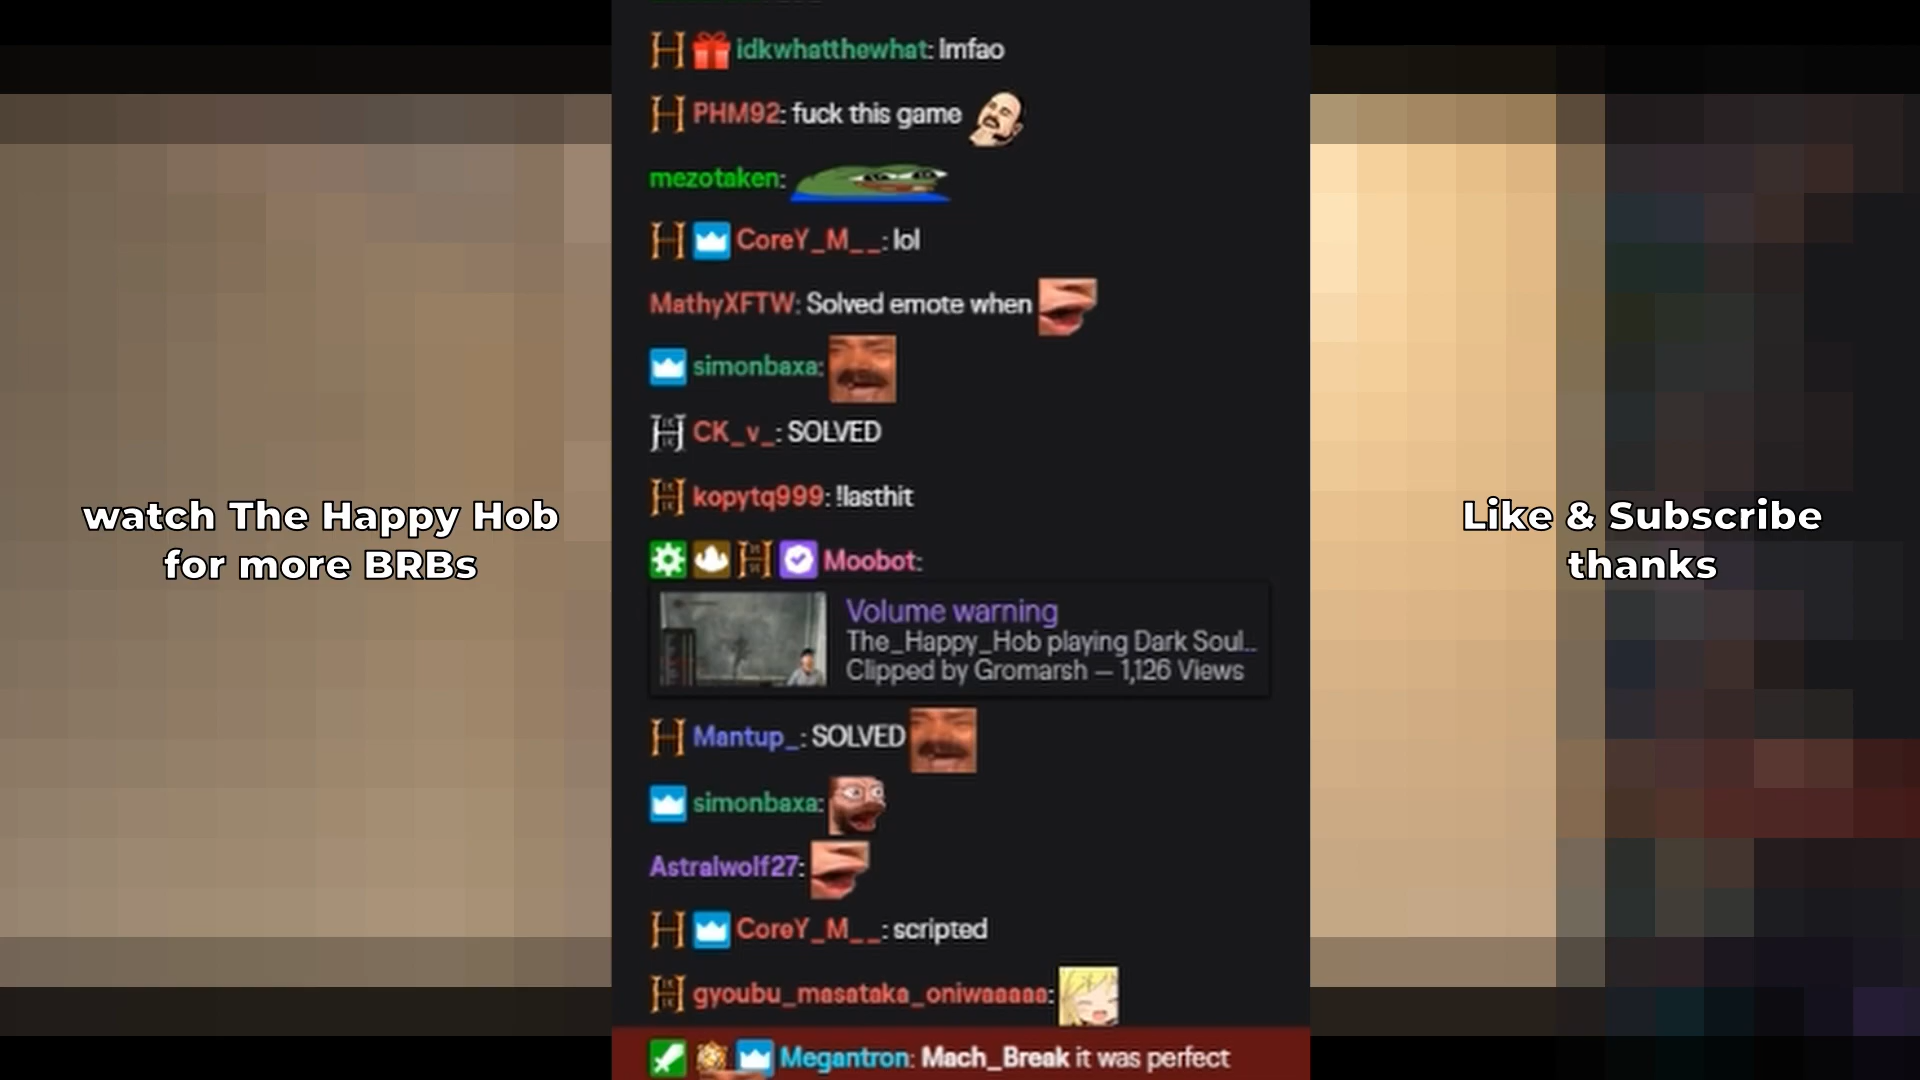 idkwhatthewhat: lmfao
PHM92: fuck this game
mezotaken:
CoreY_M__: lol
MathyXFTW: Solved emote when
simonbaxa:
CK_v_: SOLVED
kopytq999: !lasthit
Moobot:
Volume warning
The_Happy_Hob playing Dark Soul...
Clipped by Gromarsh — 1,126 Views
Mantup_: SOLVED
simonbaxa:
Astralwolf27:
CoreY_M__: scripted
gyoubu_masataka_oniwaaaaa:
Megantron: Mach_Break it was perfect
watch The Happy Hob
for more BRBs
Like & Subscribe
thanks